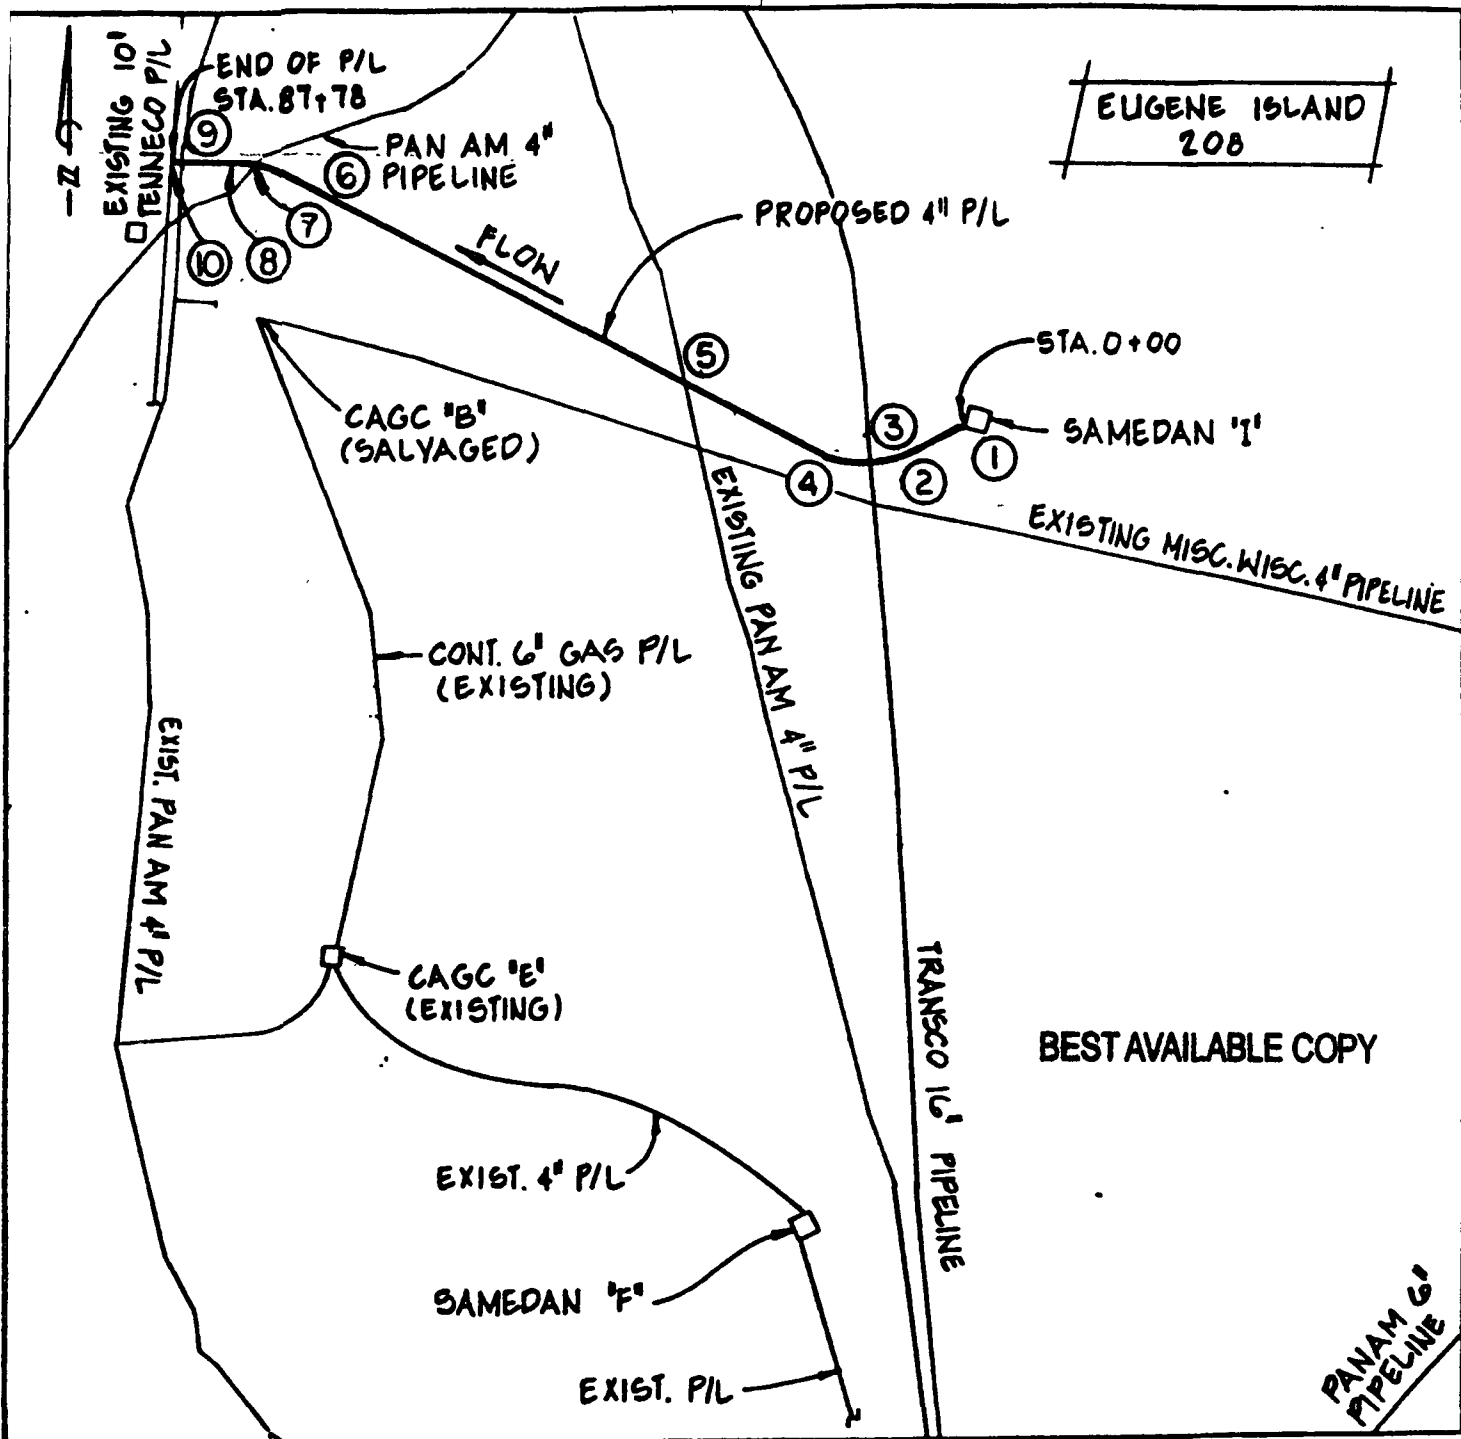 EXISTING 10"
TENNECO P/L
END OF P/L
STA. 87+78
N
9
PAN AM 4"
PIPELINE
6
7
8
10
FLOW
PROPOSED 4" P/L
EUGENE ISLAND
208
STA. 0+00
SAMEDAN "I"
5
3
1
2
4
CAGC "B"
(SALVAGED)
EXISTING MISC. WISC. 4" PIPELINE
EXISTING PAN AM 4" P/L
CONT. 6" GAS P/L
(EXISTING)
EXIST. PAN AM 4" P/L
CAGC "E"
(EXISTING)
TRANSCO 16" PIPELINE
BEST AVAILABLE COPY
EXIST. 4" P/L
SAMEDAN "F"
EXIST. P/L
PANAM 6"
PIPELINE